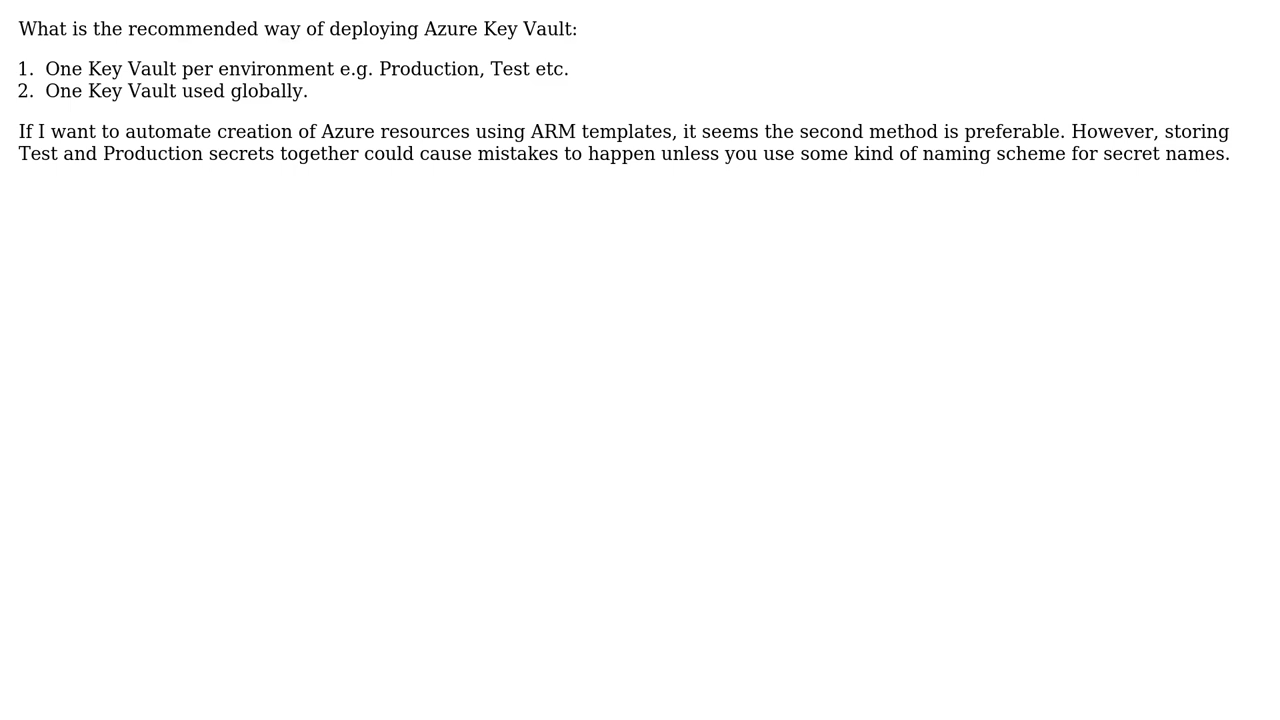 What is the recommended way of deploying Azure Key Vault:
1. One Key Vault per environment e.g. Production, Test etc.
2. One Key Vault used globally.
If I want to automate creation of Azure resources using ARM templates, it seems the second method is preferable. However, storing
Test and Production secrets together could cause mistakes to happen unless you use some kind of naming scheme for secret names.